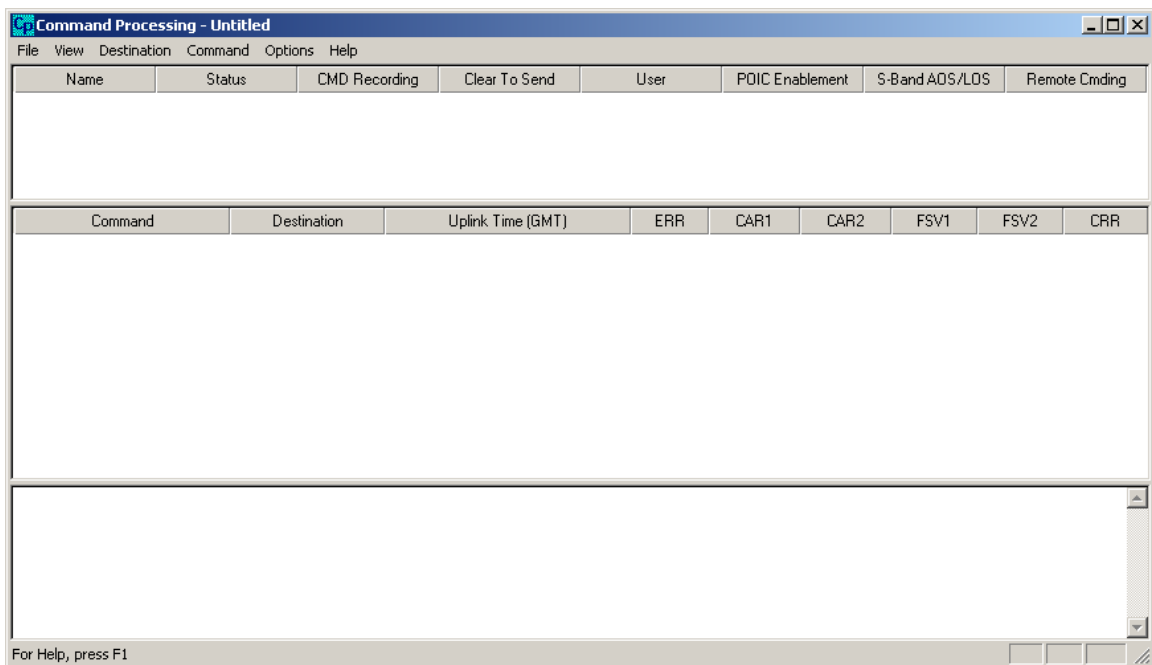 Command Processing - Untitled
File View Destination Command Options Help
Name Status CMD Recording Clear To Send User POIC Enablement S-Band AOS/LOS Remote Cmding
Command Destination Uplink Time (GMT) ERR CAR1 CAR2 FSV1 FSV2 CRR
For Help, press F1